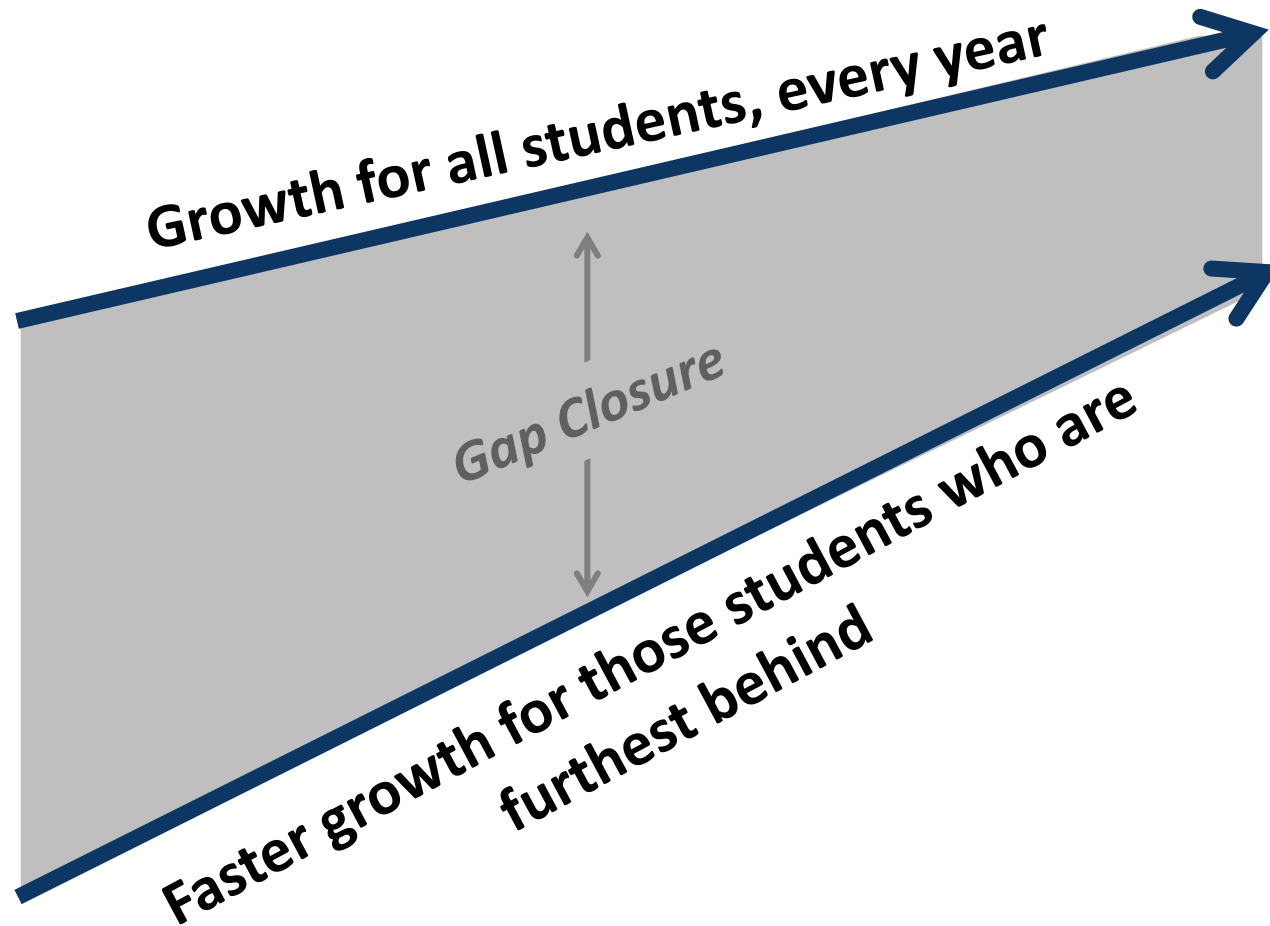 Growth for all students, every year
Gap Closure
Faster growth for those students who are
furthest behind